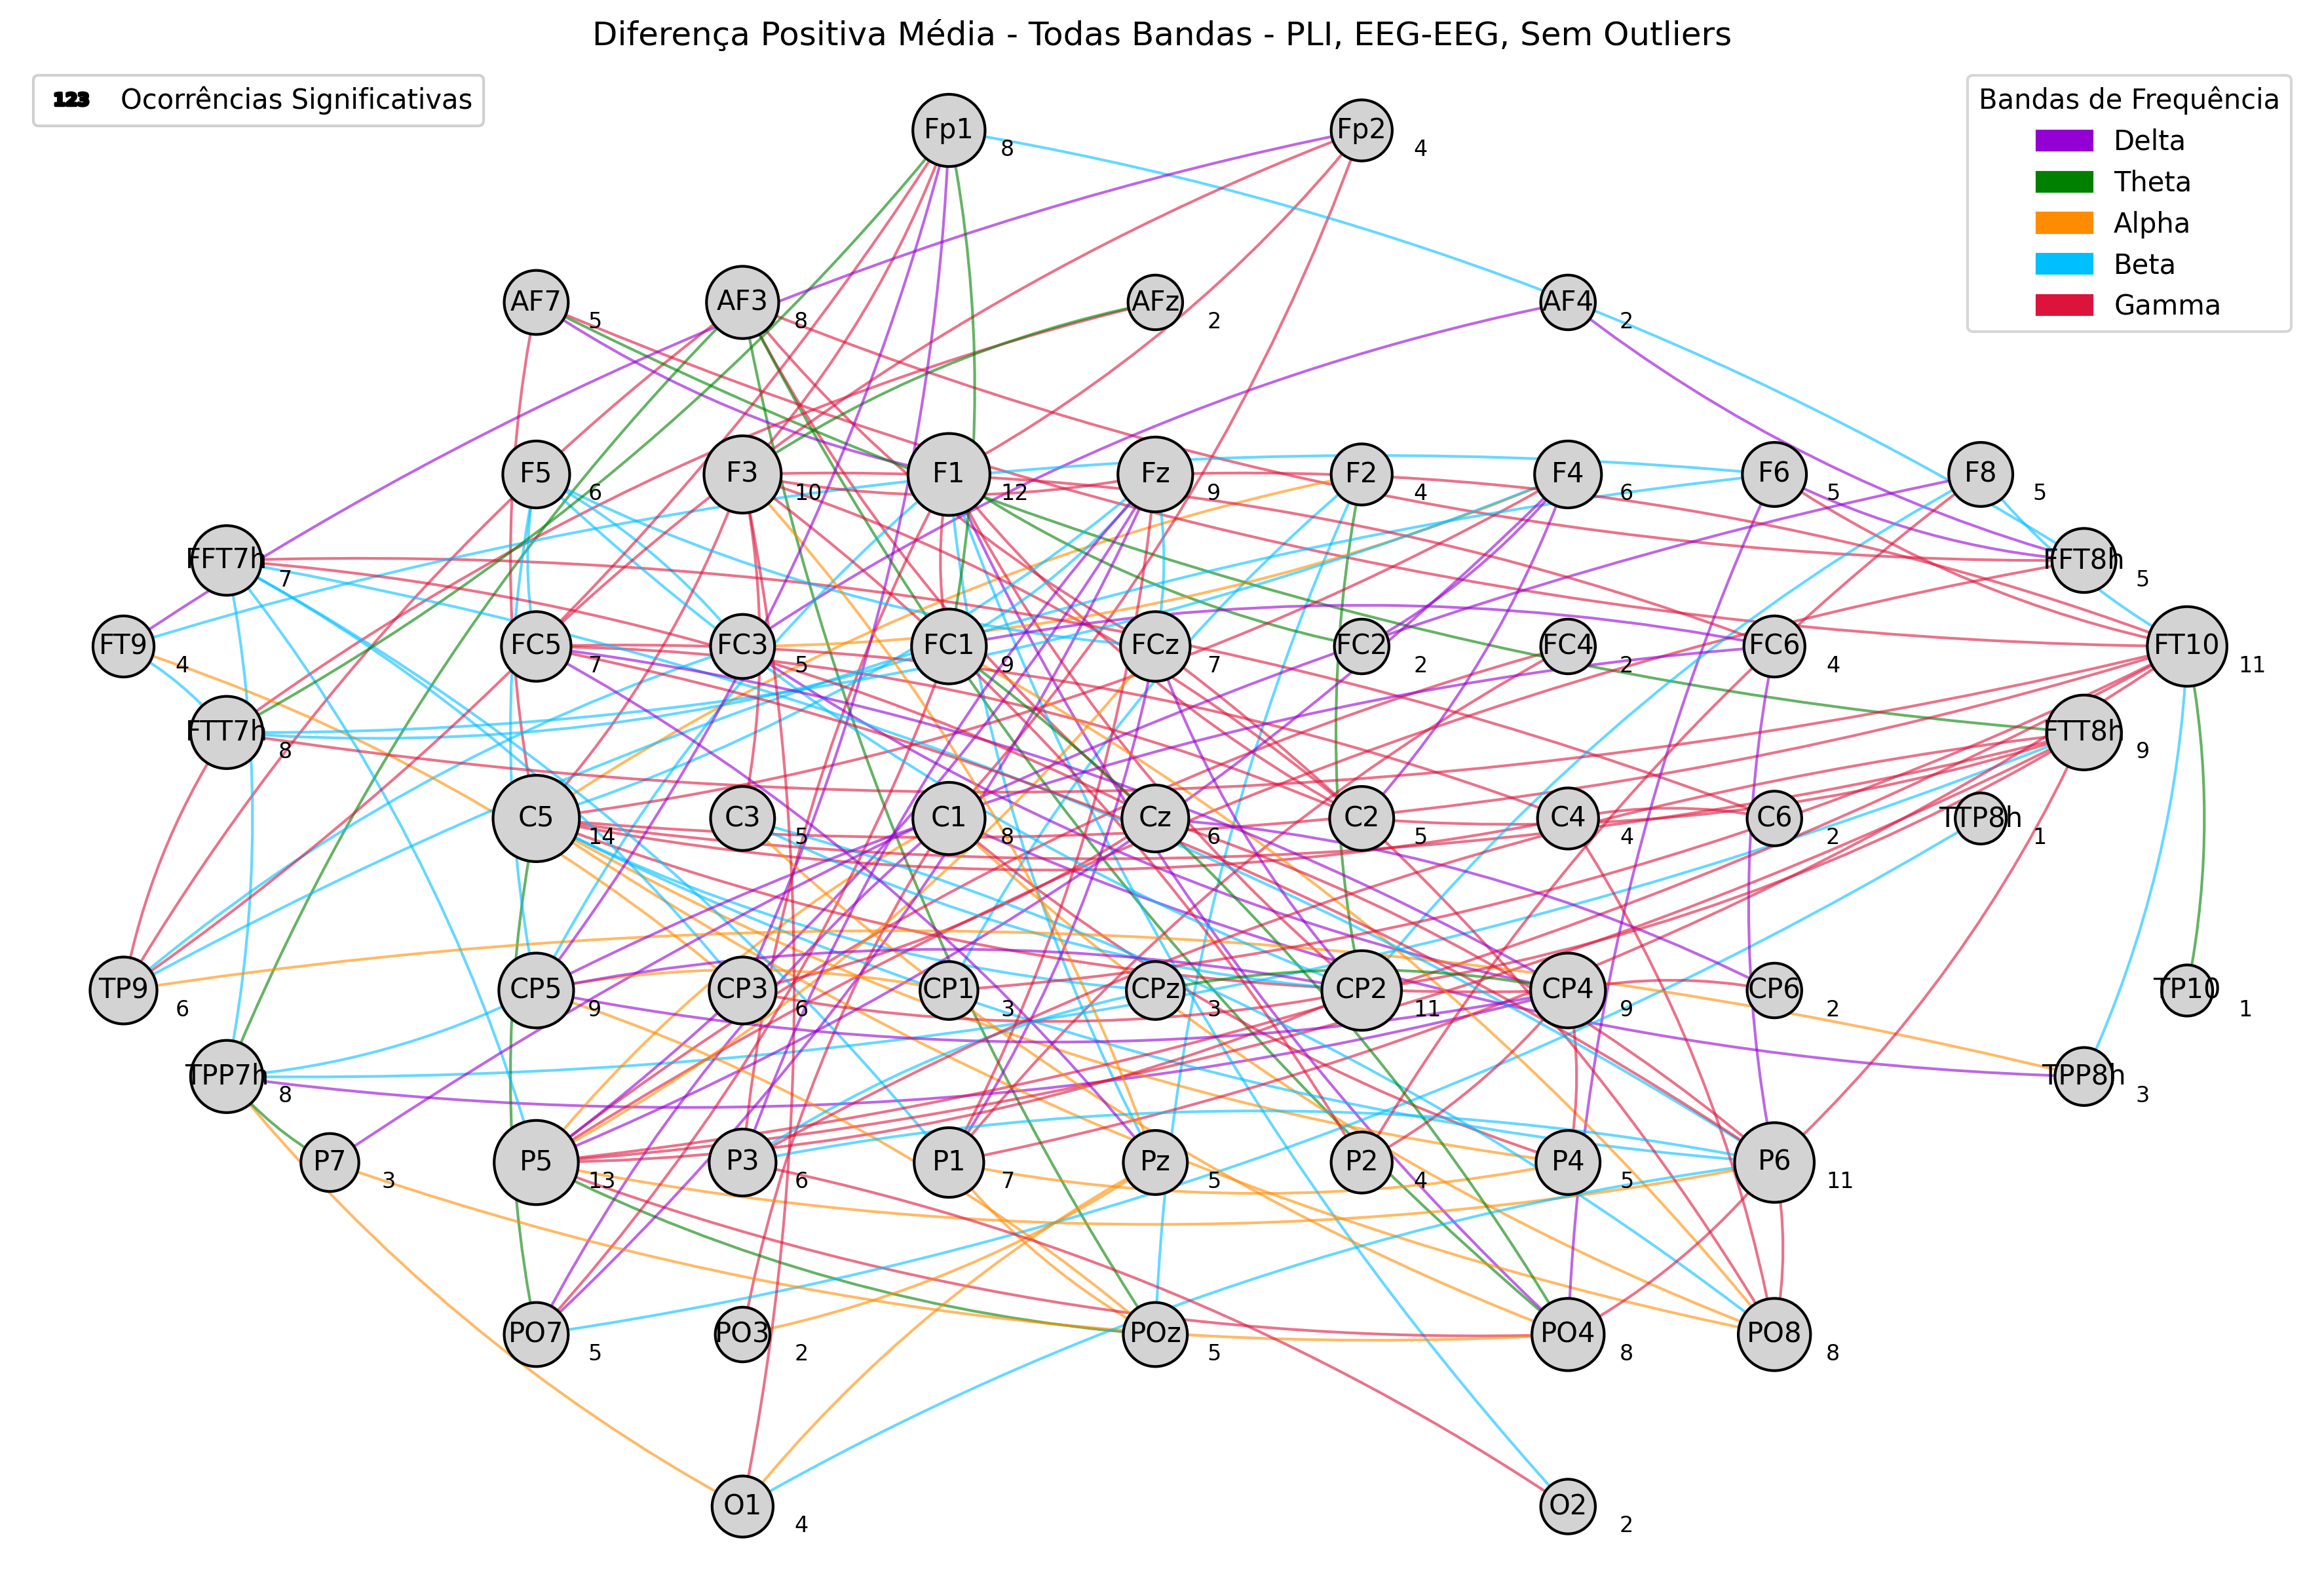 Diferença Positiva Média - Todas Bandas - PLI, EEG-EEG, Sem Outliers
123 Ocorrências Significativas
Bandas de Frequência
Delta
Theta
Alpha
Beta
Gamma
Fp1 8
Fp2 4
AF7 5
AF3 8
AFz 2
AF4 2
F5 6
F3 10
F1 12
Fz 9
F2 4
F4 6
F6 5
F8 5
FFT7h 7
FFT8h 5
FT9 4
FC5 7
FC3 5
FC1 9
FCz 7
FC2 2
FC4 2
FC6 4
FT10 11
FTT7h 8
FTT8h 9
C5 14
C3 5
C1 8
Cz 6
C2 5
C4 4
C6 2
TTP8h 1
TP9 6
CP5 9
CP3 6
CP1 3
CPz 3
CP2 11
CP4 9
CP6 2
TP10 1
TPP7h 8
TPP8h 3
P7 3
P5 13
P3 6
P1 7
Pz 5
P2 4
P4 5
P6 11
PO7 5
PO3 2
POz 5
PO4 8
PO8 8
O1 4
O2 2